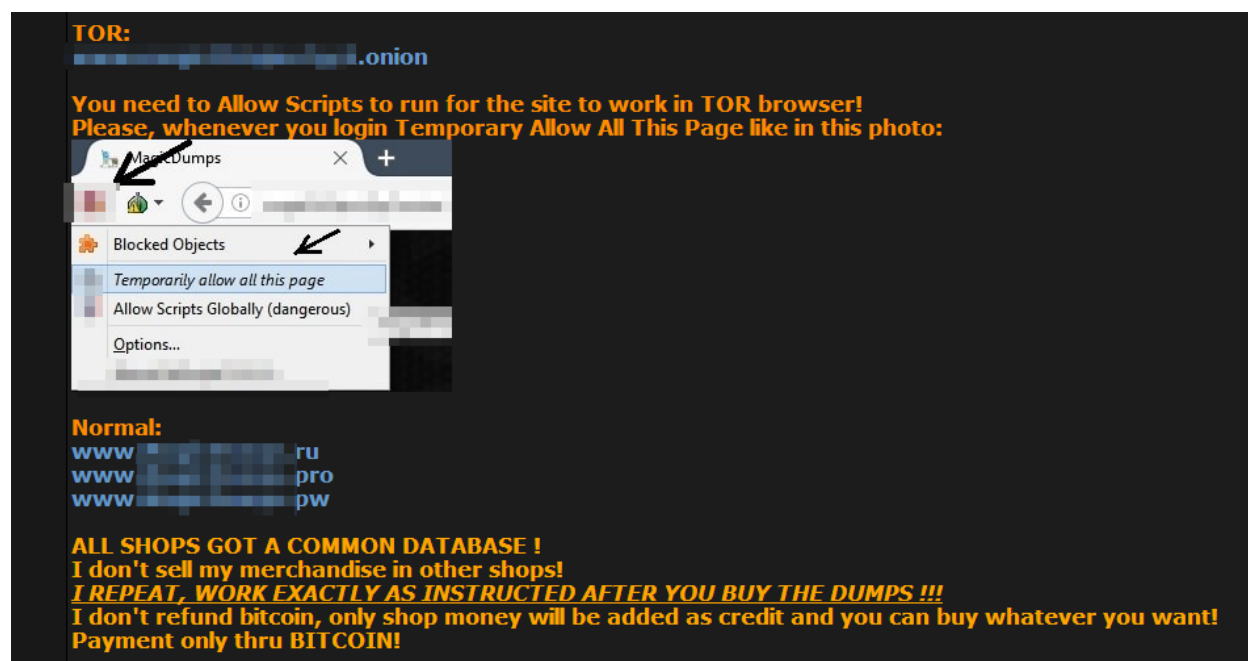 TOR:
.onion
You need to Allow Scripts to run for the site to work in TOR browser!
Please, whenever you login Temporary Allow All This Page like in this photo:
MagicDumps
Blocked Objects
Temporarily allow all this page
Allow Scripts Globally (dangerous)
Options...
Normal:
www ru
www pro
www pw
ALL SHOPS GOT A COMMON DATABASE !
I don't sell my merchandise in other shops!
I REPEAT, WORK EXACTLY AS INSTRUCTED AFTER YOU BUY THE DUMPS !!!
I don't refund bitcoin, only shop money will be added as credit and you can buy whatever you want!
Payment only thru BITCOIN!